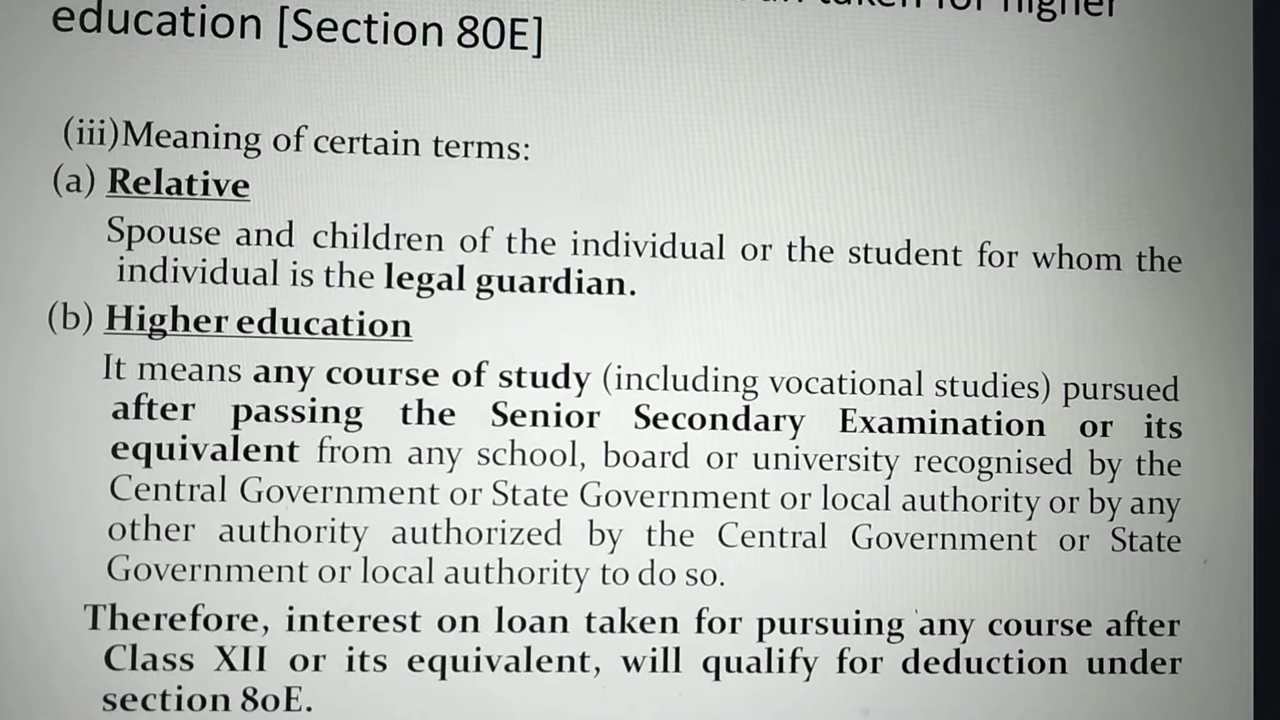 taken for higher
education [Section 80E]
(iii)Meaning of certain terms:
(a) Relative
Spouse and children of the individual or the student for whom the
individual is the legal guardian.
(b) Higher education
It means any course of study (including vocational studies) pursued
after passing the Senior Secondary Examination or its
equivalent from any school, board or university recognised by the
Central Government or State Government or local authority or by any
other authority authorized by the Central Government or State
Government or local authority to do so.
Therefore, interest on loan taken for pursuing any course after
Class XII or its equivalent, will qualify for deduction under
section 80E.